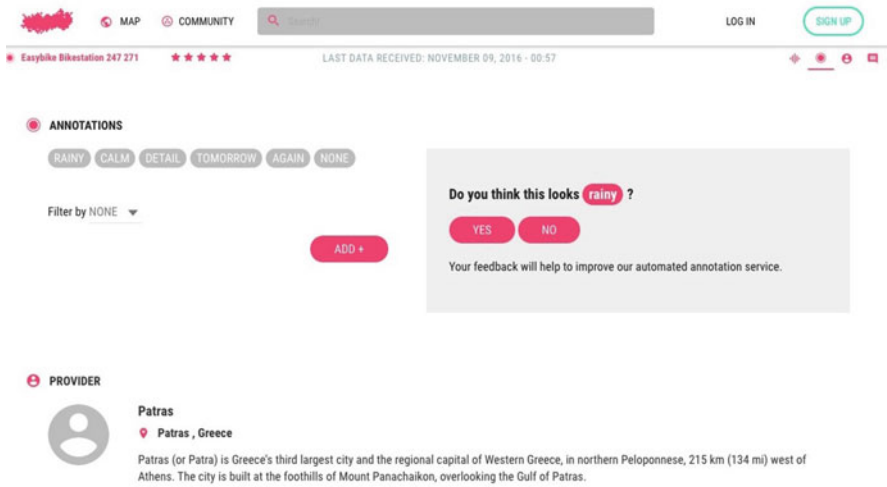 MAP
COMMUNITY
Search
LOG IN
SIGN UP
Easybike Bikestation 247 271
LAST DATA RECEIVED: NOVEMBER 09, 2016 - 00:57
ANNOTATIONS
RAINY CALM DETAIL TOMORROW AGAIN NONE
Filter by NONE
ADD +
Do you think this looks rainy ?
YES NO
Your feedback will help to improve our automated annotation service.
PROVIDER
Patras
Patras , Greece
Patras (or Patra) is Greece's third largest city and the regional capital of Western Greece, in northern Peloponnese, 215 km (134 mi) west of
Athens. The city is built at the foothills of Mount Panachaikon, overlooking the Gulf of Patras.